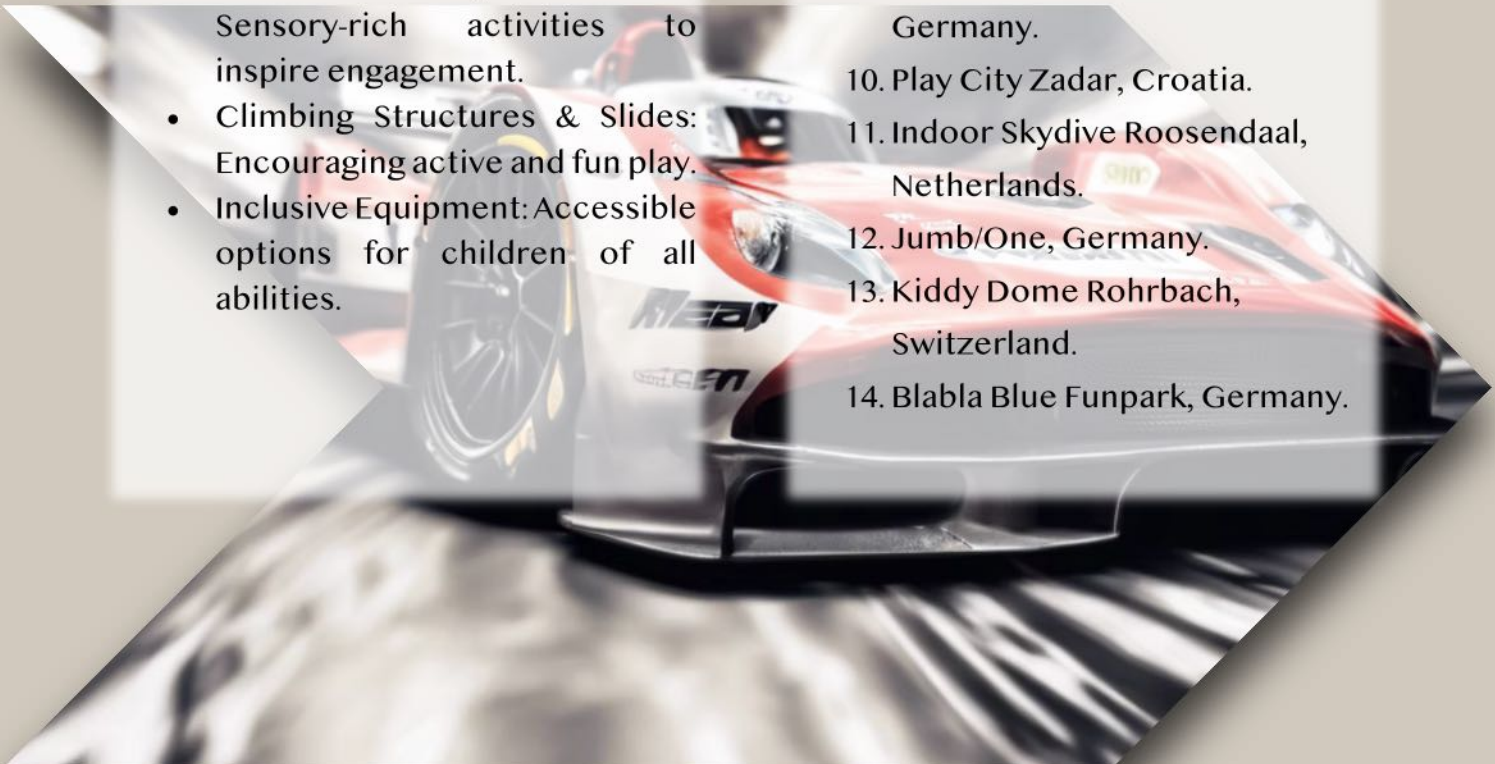 Sensory-rich activities to
inspire engagement.
• Climbing Structures & Slides:
Encouraging active and fun play.
• Inclusive Equipment: Accessible
options for children of all
abilities.
Germany.
10. Play City Zadar, Croatia.
11. Indoor Skydive Roosendaal,
Netherlands.
12. Jumb/One, Germany.
13. Kiddy Dome Rohrbach,
Switzerland.
14. Blabla Blue Funpark, Germany.